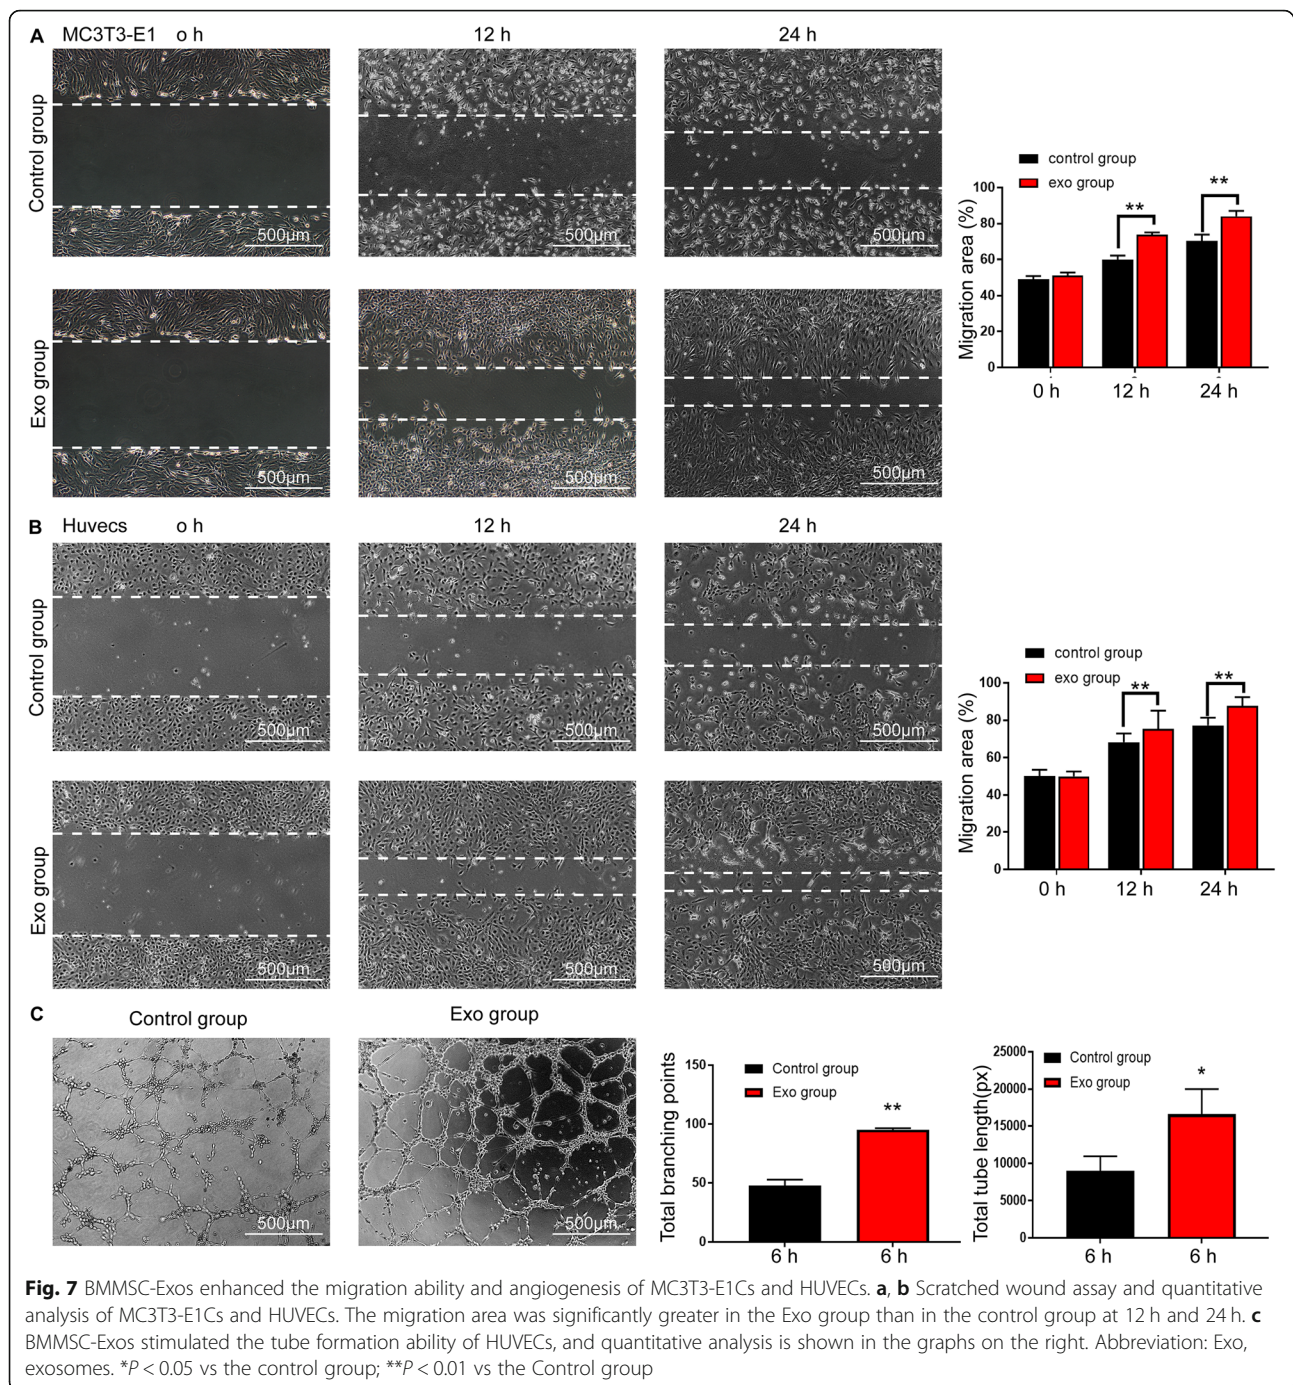 A MC3T3-E1 o h 12 h 24 h
Control group
500µm 500µm 500µm
Exo group
500µm 500µm 500µm
control group
exo group
Migration area (%)
100
80
60
40
20
0
** **
0 h 12 h 24 h
B Huvecs o h 12 h 24 h
Control group
500µm 500µm 500µm
Exo group
500µm 500µm 500µm
control group
exo group
Migration area (%)
100
80
60
40
20
0
** **
0 h 12 h 24 h
C Control group Exo group
500µm 500µm
Total branching points
150
100
50
0
Control group
Exo group
**
6 h 6 h
Total tube length(px)
25000
20000
15000
10000
5000
0
Control group
Exo group
*
6 h 6 h
Fig. 7 BMMSC-Exos enhanced the migration ability and angiogenesis of MC3T3-E1Cs and HUVECs. a, b Scratched wound assay and quantitative
analysis of MC3T3-E1Cs and HUVECs. The migration area was significantly greater in the Exo group than in the control group at 12 h and 24 h. c
BMMSC-Exos stimulated the tube formation ability of HUVECs, and quantitative analysis is shown in the graphs on the right. Abbreviation: Exo,
exosomes. *P < 0.05 vs the control group; **P < 0.01 vs the Control group